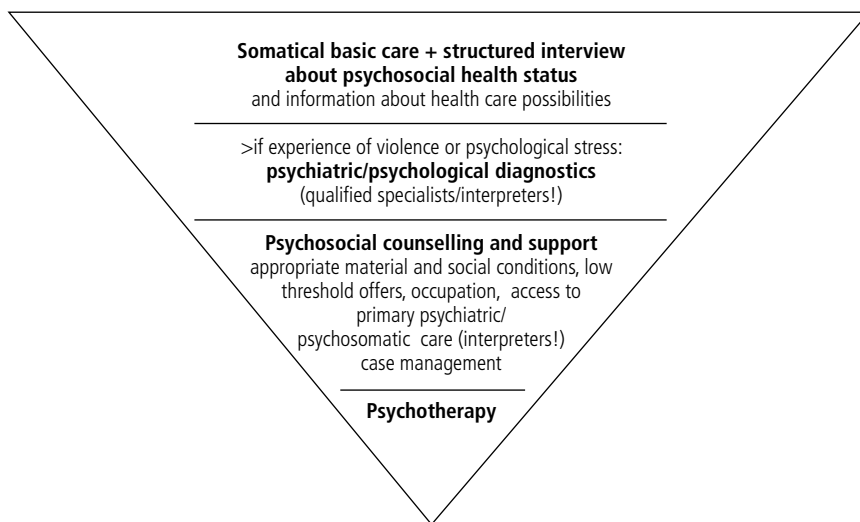 Somatical basic care + structured interview
about psychosocial health status
and information about health care possibilities
>if experience of violence or psychological stress:
psychiatric/psychological diagnostics
(qualified specialists/interpreters!)
Psychosocial counselling and support
appropriate material and social conditions, low
threshold offers, occupation, access to
primary psychiatric/
psychosomatic care (interpreters!)
case management
Psychotherapy